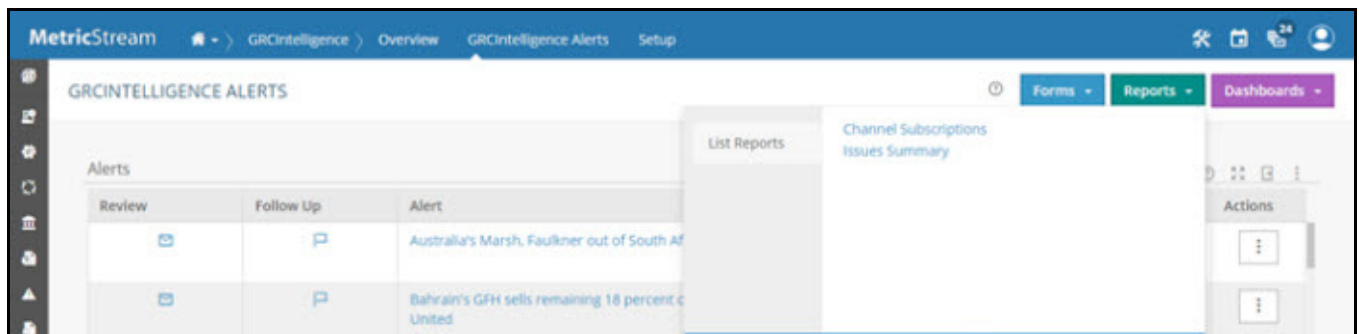 MetricStream GRCIntelligence Overview GRCIntelligence Alerts Setup 24
GRCINTELLIGENCE ALERTS Forms Reports Dashboards
List Reports Channel Subscriptions
Issues Summary
Alerts
Review Follow Up Alert Actions
Australia's Marsh, Faulkner out of South Af
Bahrain's GFH sells remaining 18 percent
United